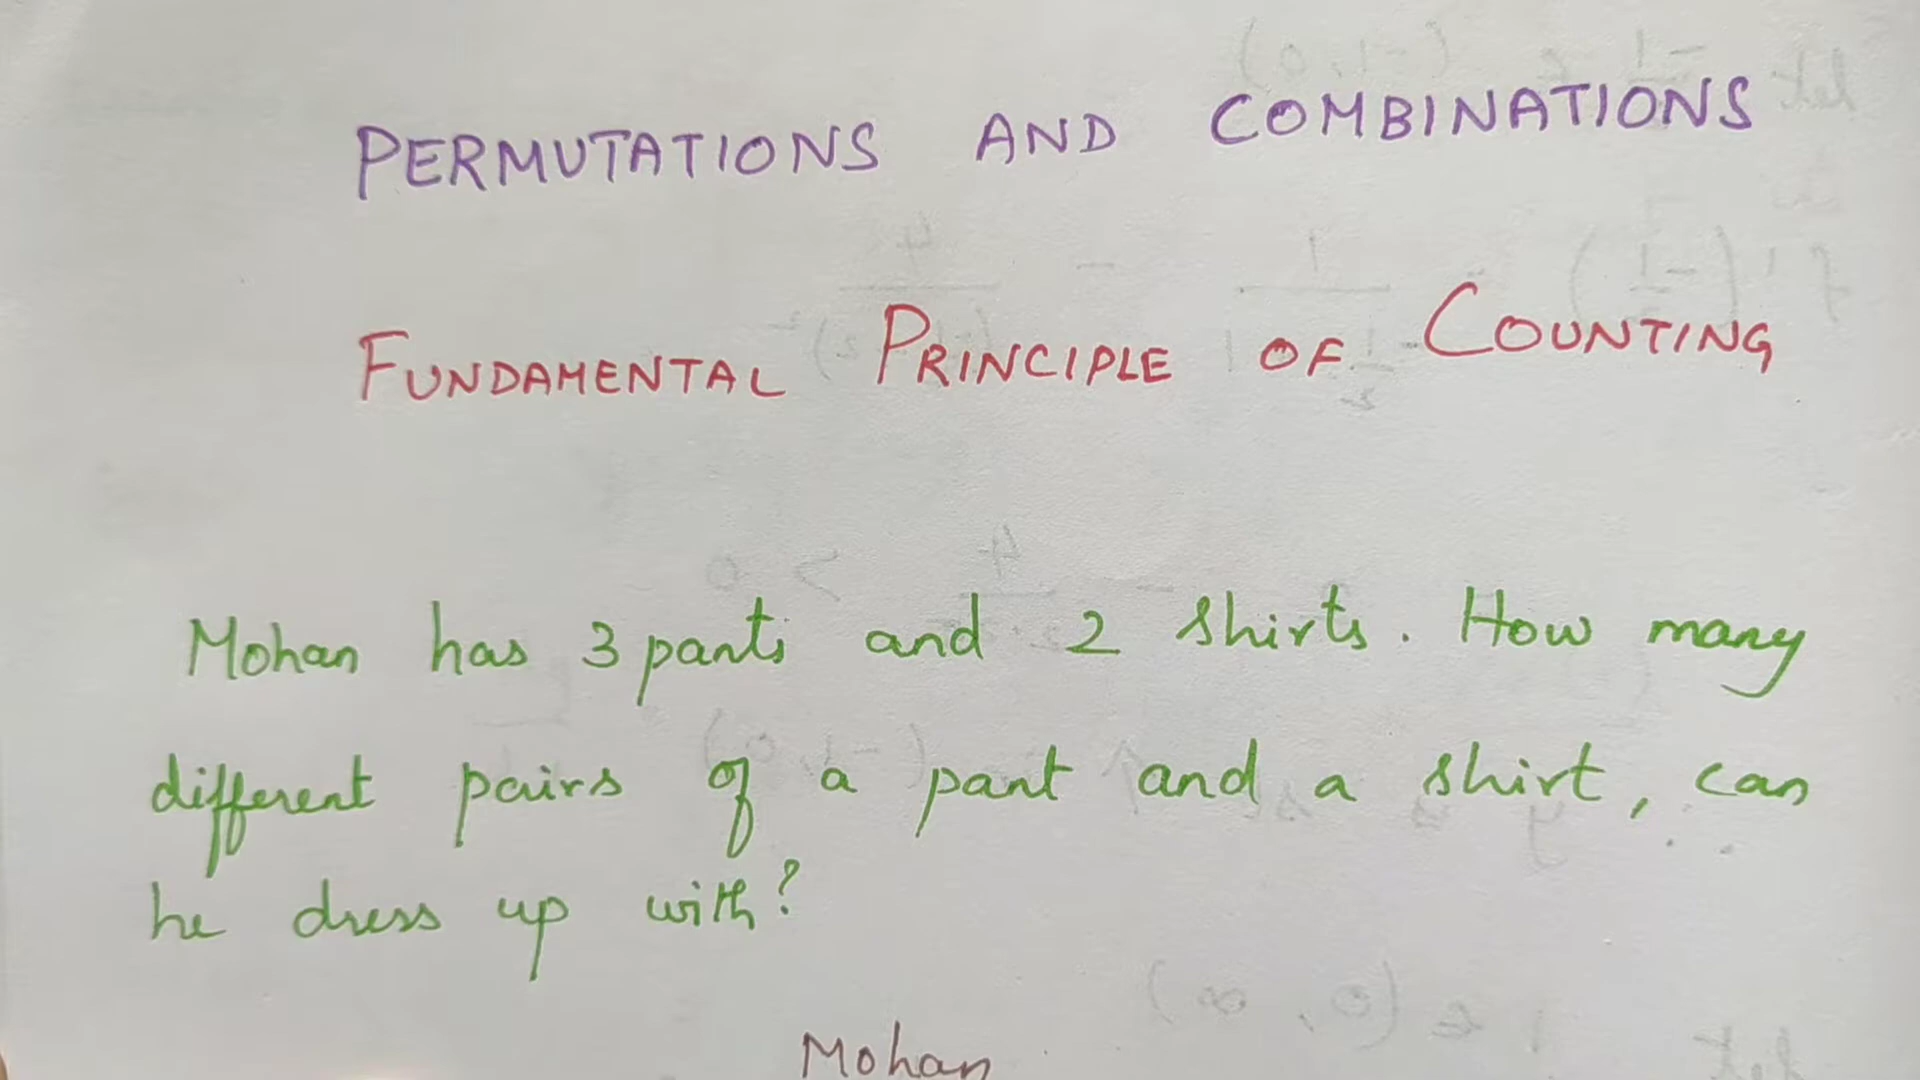 PERMUTATIONS AND COMBINATIONS
FUNDAMENTAL PRINCIPLE OF COUNTING
Mohan has 3 pants and 2 shirts. How many
different pairs of a pant and a shirt, can
he dress up with?
Mohan